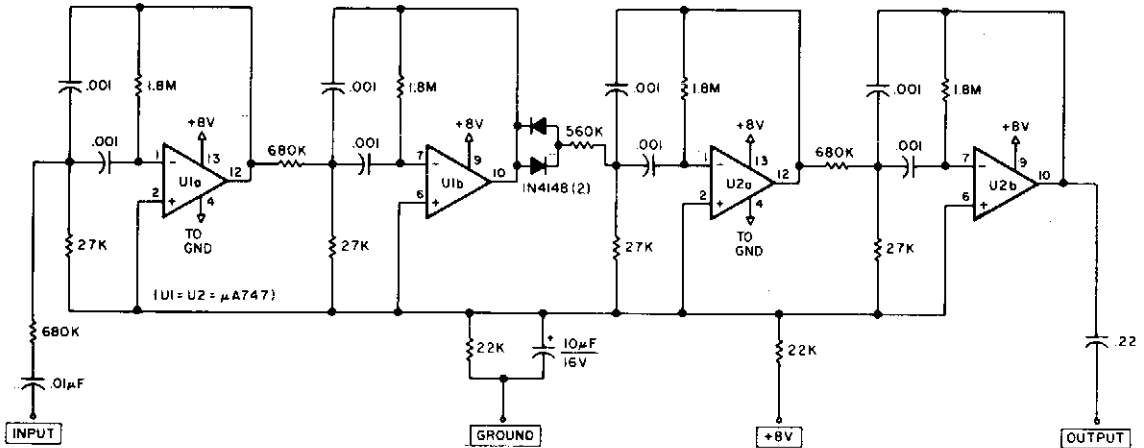 .001
1.8M
.001
+8V
1
13
U1a
12
2
4
TO
GND
27K
680K
.01µF
INPUT
(U1=U2=µA747)
680K
.001
1.8M
.001
+8V
7
9
U1b
10
6
27K
1N4148(2)
560K
22K
+
10µF
16V
GROUND
.001
1.8M
.001
+8V
1
13
U2a
12
2
4
TO
GND
27K
22K
+8V
680K
.001
1.8M
.001
+8V
7
9
U2b
10
6
27K
.22
OUTPUT